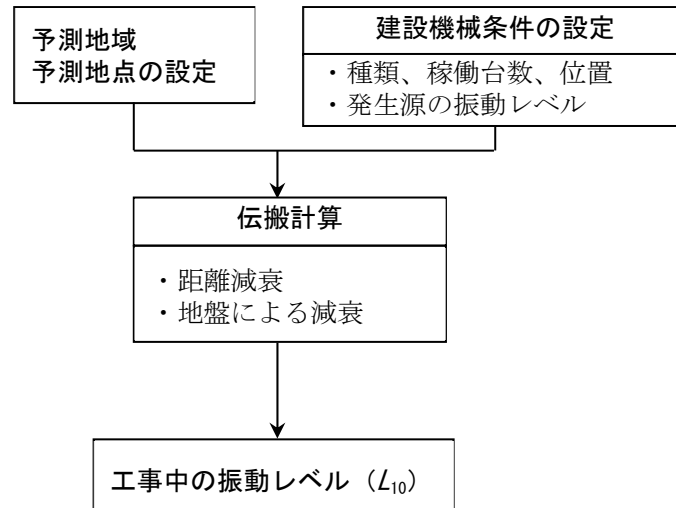 予測地域
予測地点の設定
建設機械条件の設定
・種類、稼働台数、位置
・発生源の振動レベル
伝搬計算
・距離減衰
・地盤による減衰
工事中の振動レベル（L10）